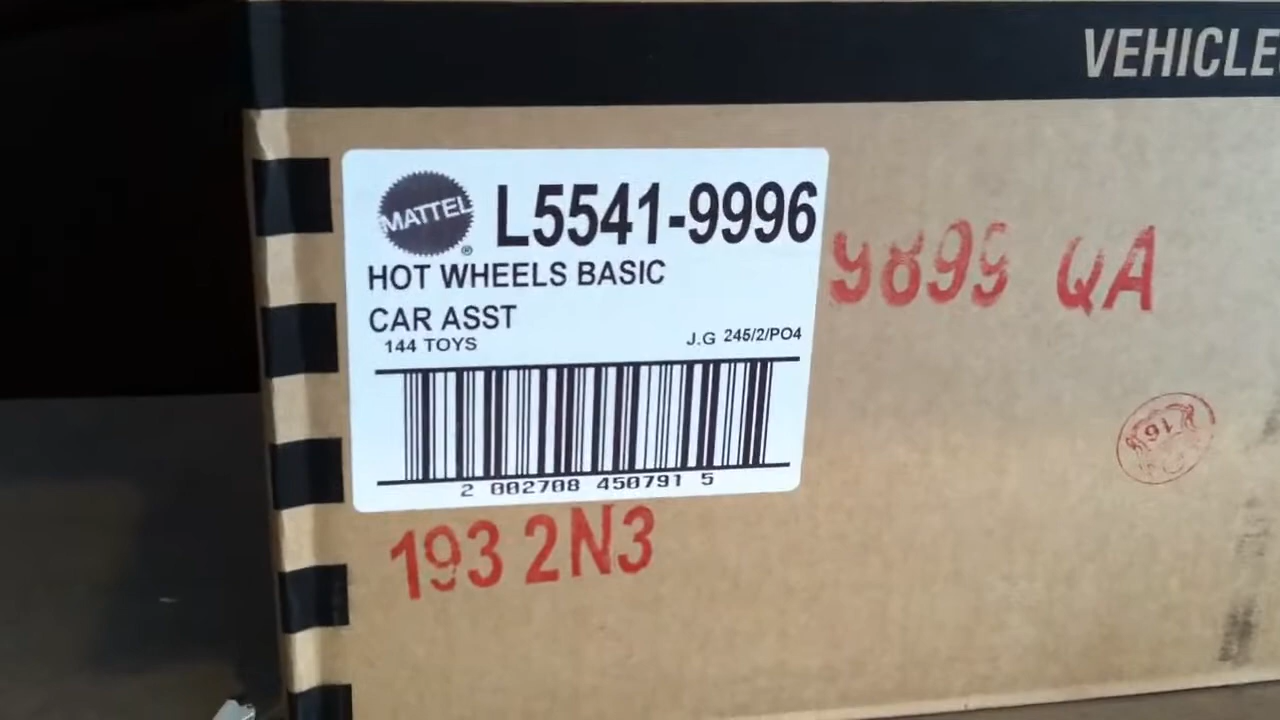 VEHICLE
MATTEL
®
L5541-9996
HOT WHEELS BASIC
CAR ASST
144 TOYS
J.G 245/2/PO4
2 002708 450791 5
9899 QA
16
193 2N3